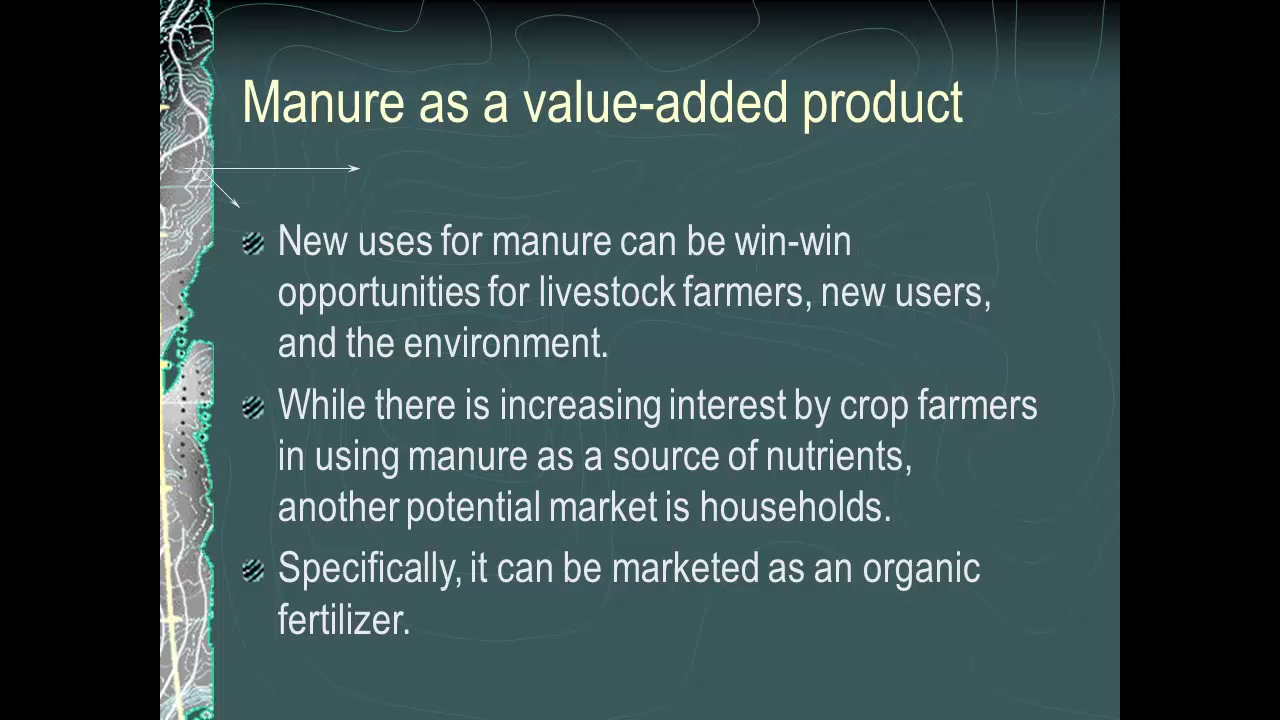 Manure as a value-added product
New uses for manure can be win-win
opportunities for livestock farmers, new users,
and the environment.
While there is increasing interest by crop farmers
in using manure as a source of nutrients,
another potential market is households.
Specifically, it can be marketed as an organic
fertilizer.